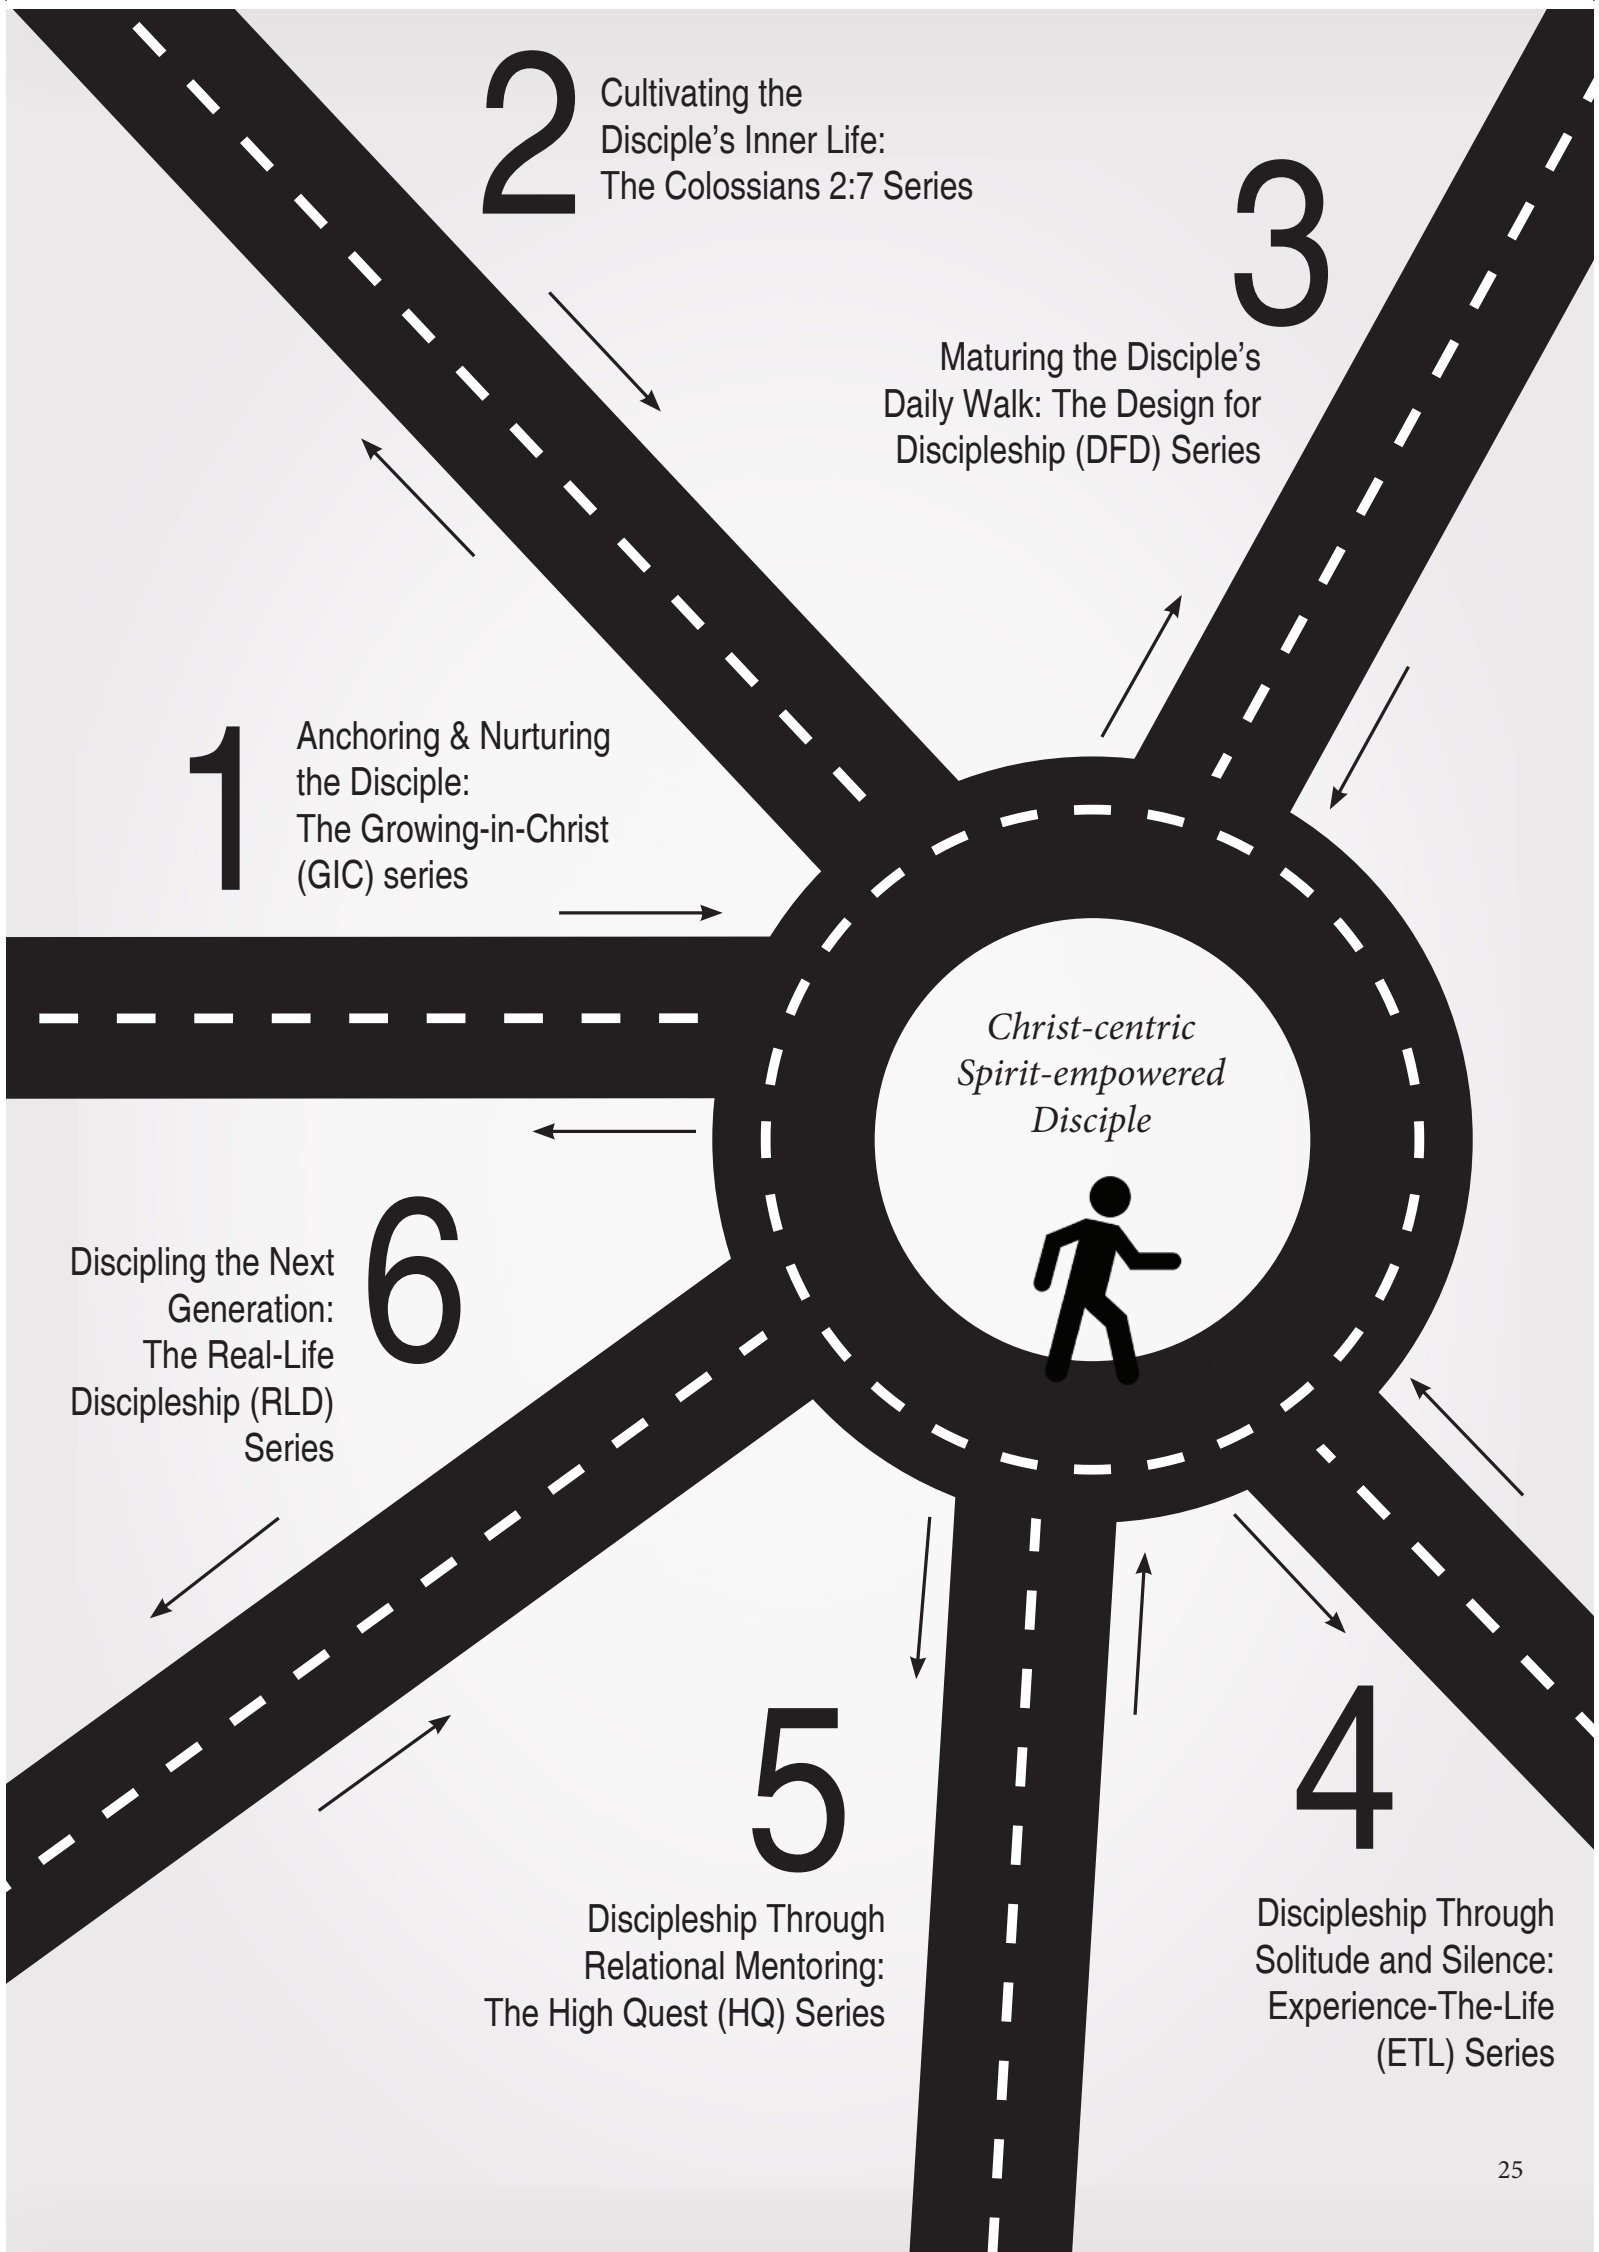 1
Anchoring & Nurturing
the Disciple:
The Growing-in-Christ
(GIC) series
2
Cultivating the
Disciple’s Inner Life:
The Colossians 2:7 Series
3
Maturing the Disciple’s
Daily Walk: The Design for
Discipleship (DFD) Series
Christ-centric
Spirit-empowered
Disciple
4
Discipleship Through
Solitude and Silence:
Experience-The-Life
(ETL) Series
5
Discipleship Through
Relational Mentoring:
The High Quest (HQ) Series
6
Discipling the Next
Generation:
The Real-Life
Discipleship (RLD)
Series
25